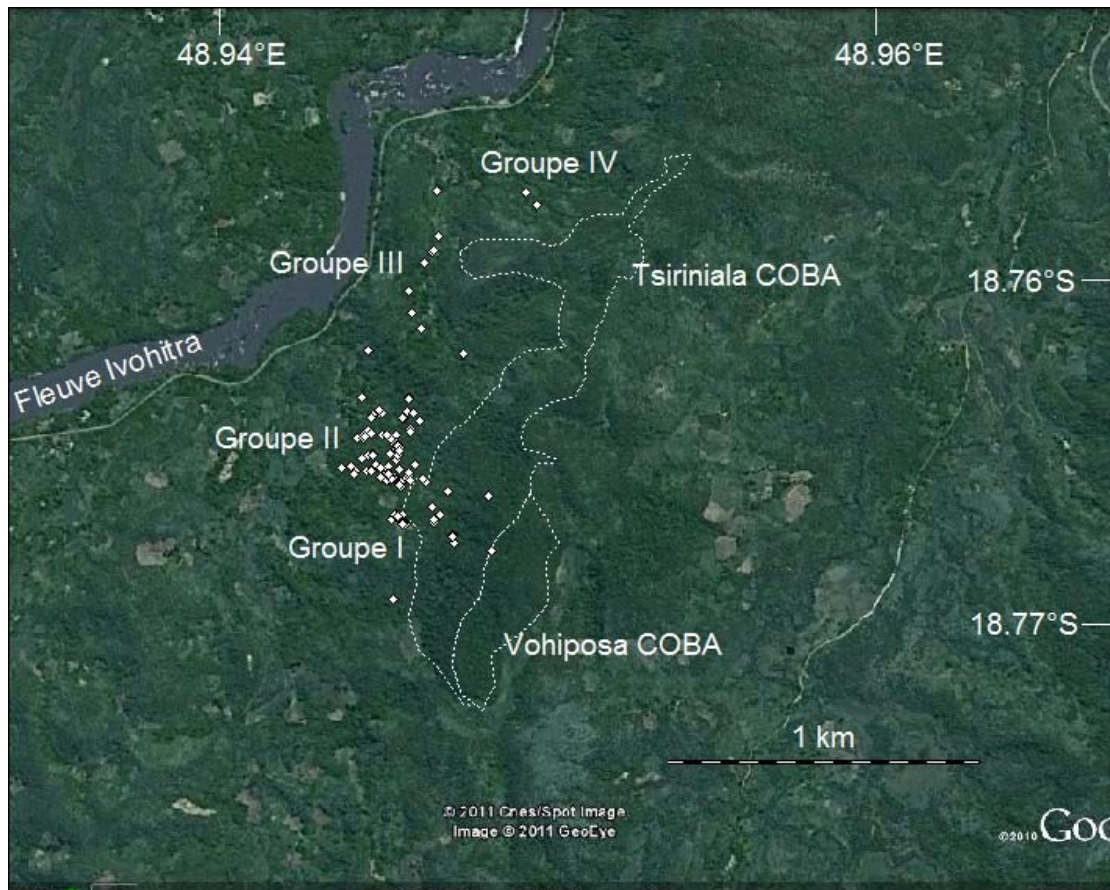 48.94°E
48.96°E
Groupe IV
Groupe III
Tsiriniala COBA
18.76°S
Fleuve Ivohitra
Groupe II
Groupe I
18.77°S
Vohiposa COBA
1 km
© 2011 Cnes/Spot Image
Image © 2011 GeoEye
©2010 Goo